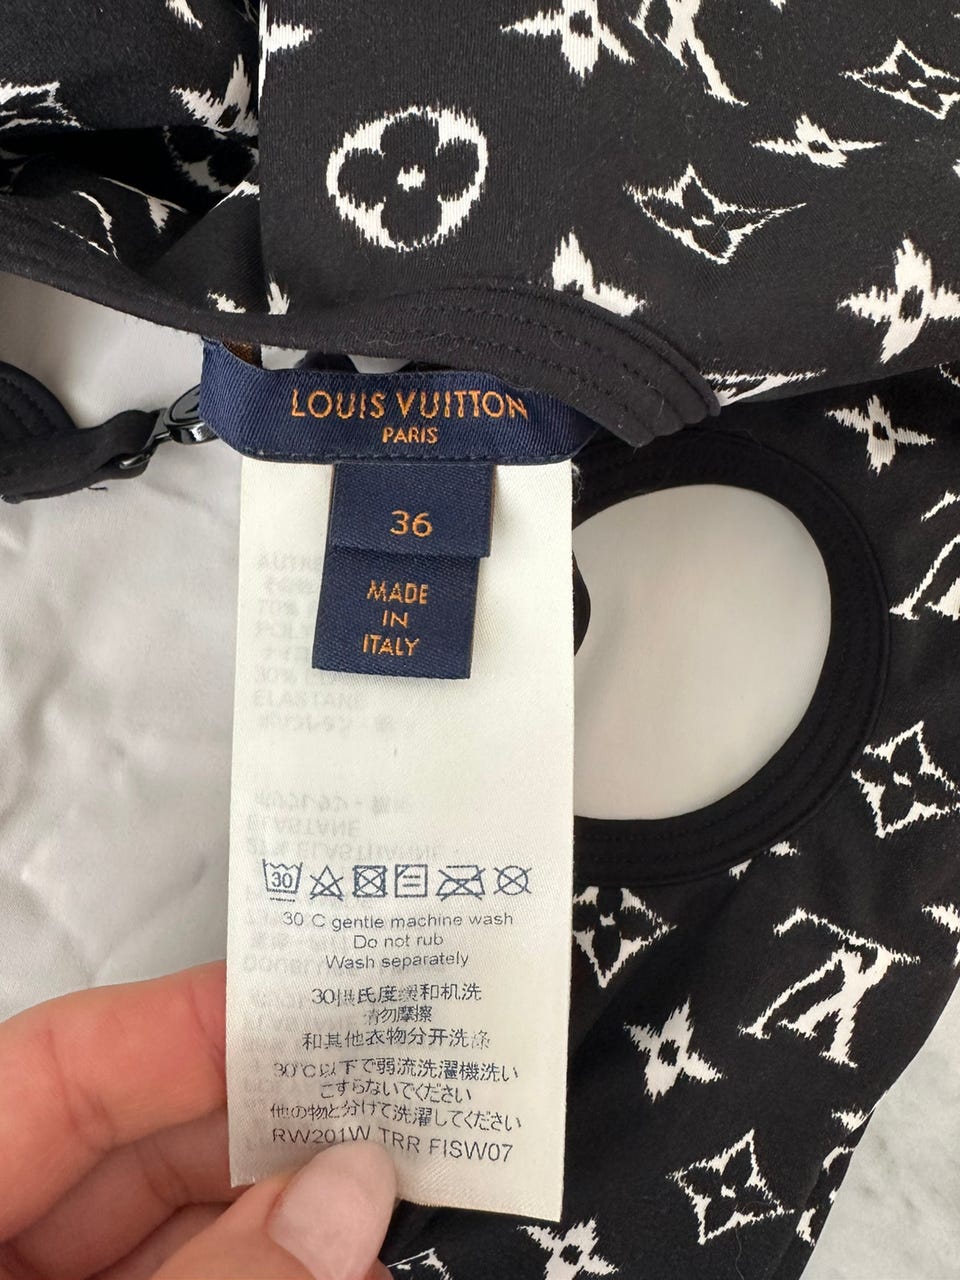 LOUIS VUITTON
PARIS
36
MADE
IN
ITALY
ELASTANE
ELASTANE
30
30°C gentle machine wash
Do not rub
Wash separately
30摄氏度缓和机洗
请勿摩擦
和其他衣物分开洗涤
30℃以下で弱流洗濯機洗い
こすらないでください
他の物と分けて洗濯してください
RW201W TRR FISW07